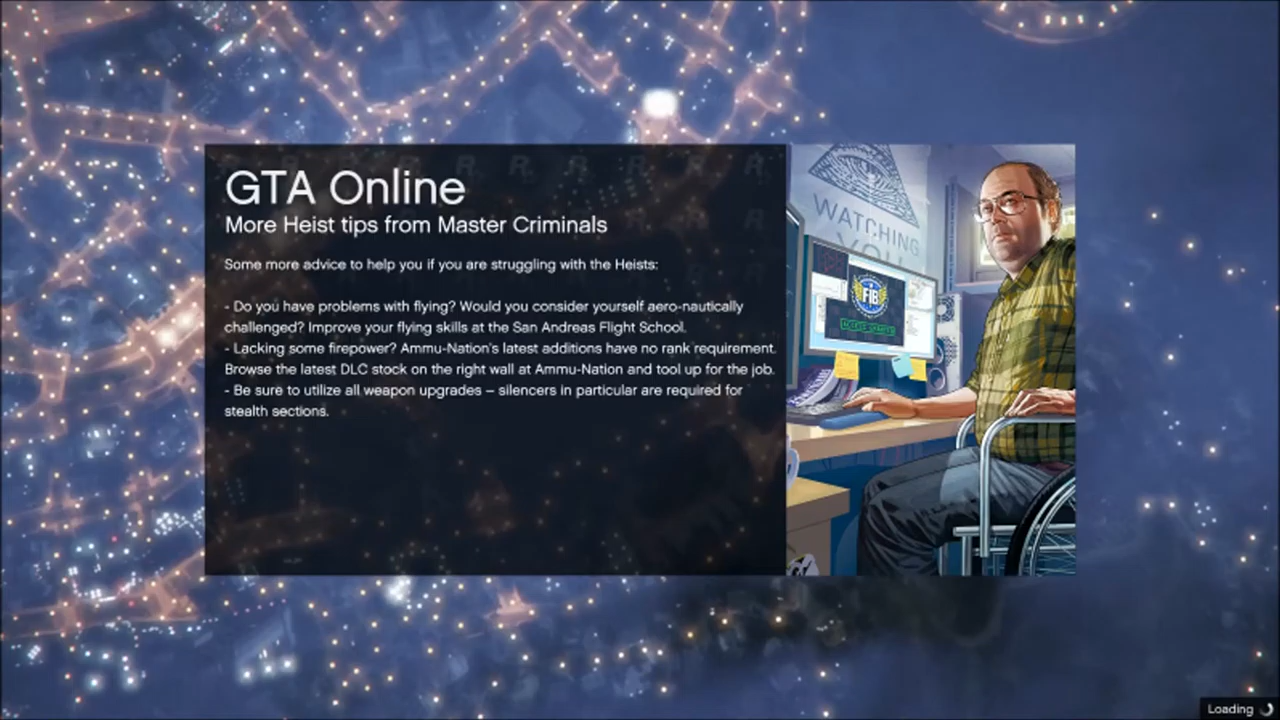 GTA Online
More Heist tips from Master Criminals
Some more advice to help you if you are struggling with the Heists:
- Do you have problems with flying? Would you consider yourself aero-nautically
challenged? Improve your flying skills at the San Andreas Flight School.
- Lacking some firepower? Ammu-Nation's latest additions have no rank requirement.
Browse the latest DLC stock on the right wall at Ammu-Nation and tool up for the job.
- Be sure to utilize all weapon upgrades – silencers in particular are required for
stealth sections.
WATCHING
YOU
FIB
ACCESS GRANTED
Loading